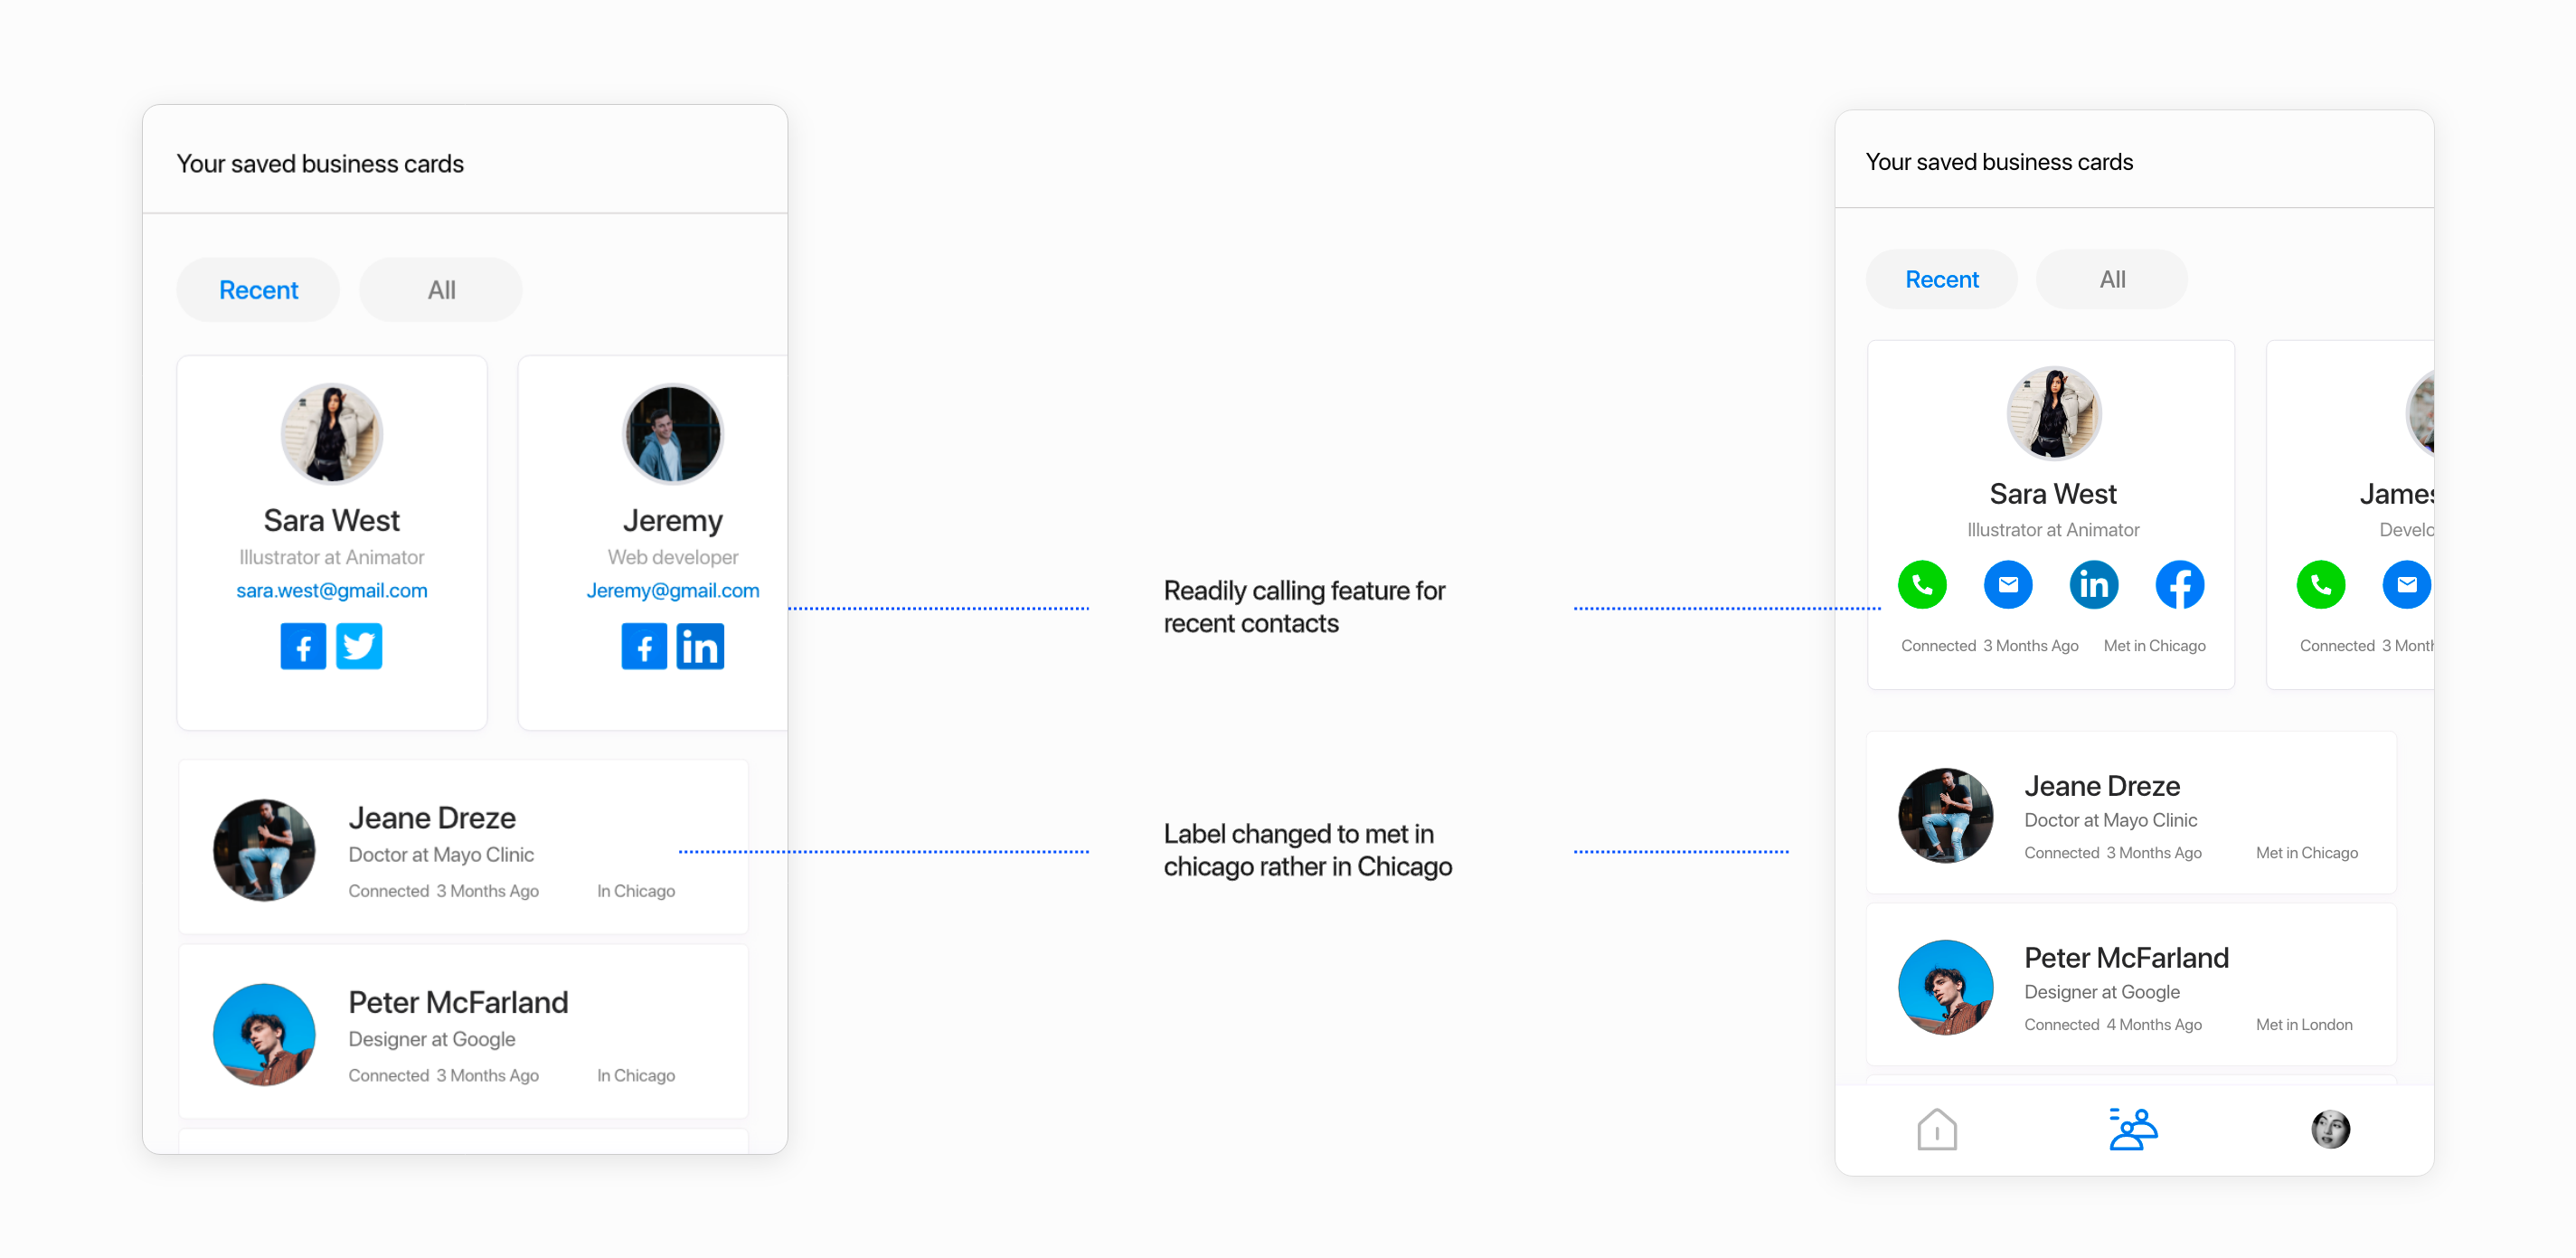 Your saved business cards
Recent
All
Sara West
Illustrator at Animator
sara.west@gmail.com
Jeremy
Web developer
Jeremy@gmail.com
Jeane Dreze
Doctor at Mayo Clinic
Connected 3 Months Ago
In Chicago
Peter McFarland
Designer at Google
Connected 3 Months Ago
In Chicago
Readily calling feature for
recent contacts
Label changed to met in
chicago rather in Chicago
Your saved business cards
Recent
All
Sara West
Illustrator at Animator
in
Connected 3 Months Ago
Met in Chicago
James
Develo
Connected 3 Month
Jeane Dreze
Doctor at Mayo Clinic
Connected 3 Months Ago
Met in Chicago
Peter McFarland
Designer at Google
Connected 4 Months Ago
Met in London